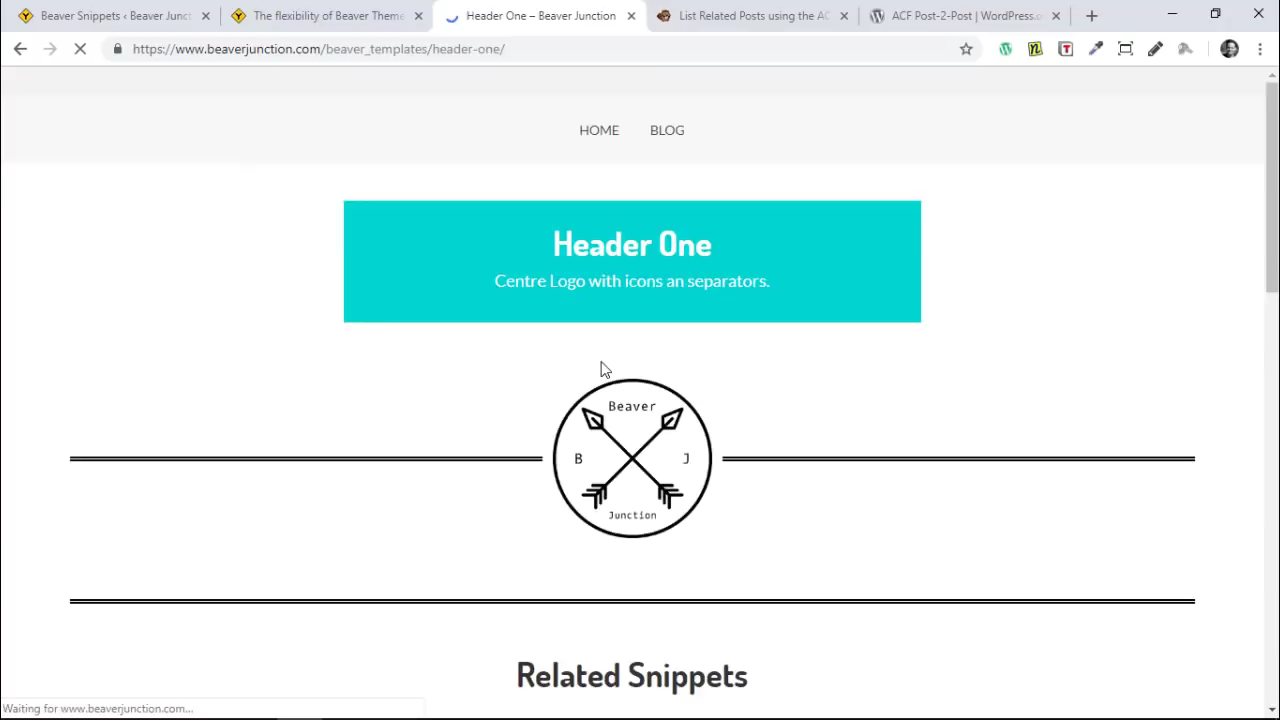 Beaver Snippets ‹ Beaver Junct
The flexibility of Beaver Theme
Header One – Beaver Junction
List Related Posts using the AC
ACF Post-2-Post | WordPress.o
https://www.beaverjunction.com/beaver_templates/header-one/
HOME
BLOG
Header One
Centre Logo with icons an separators.
Beaver
B
J
Junction
Related Snippets
Waiting for www.beaverjunction.com...